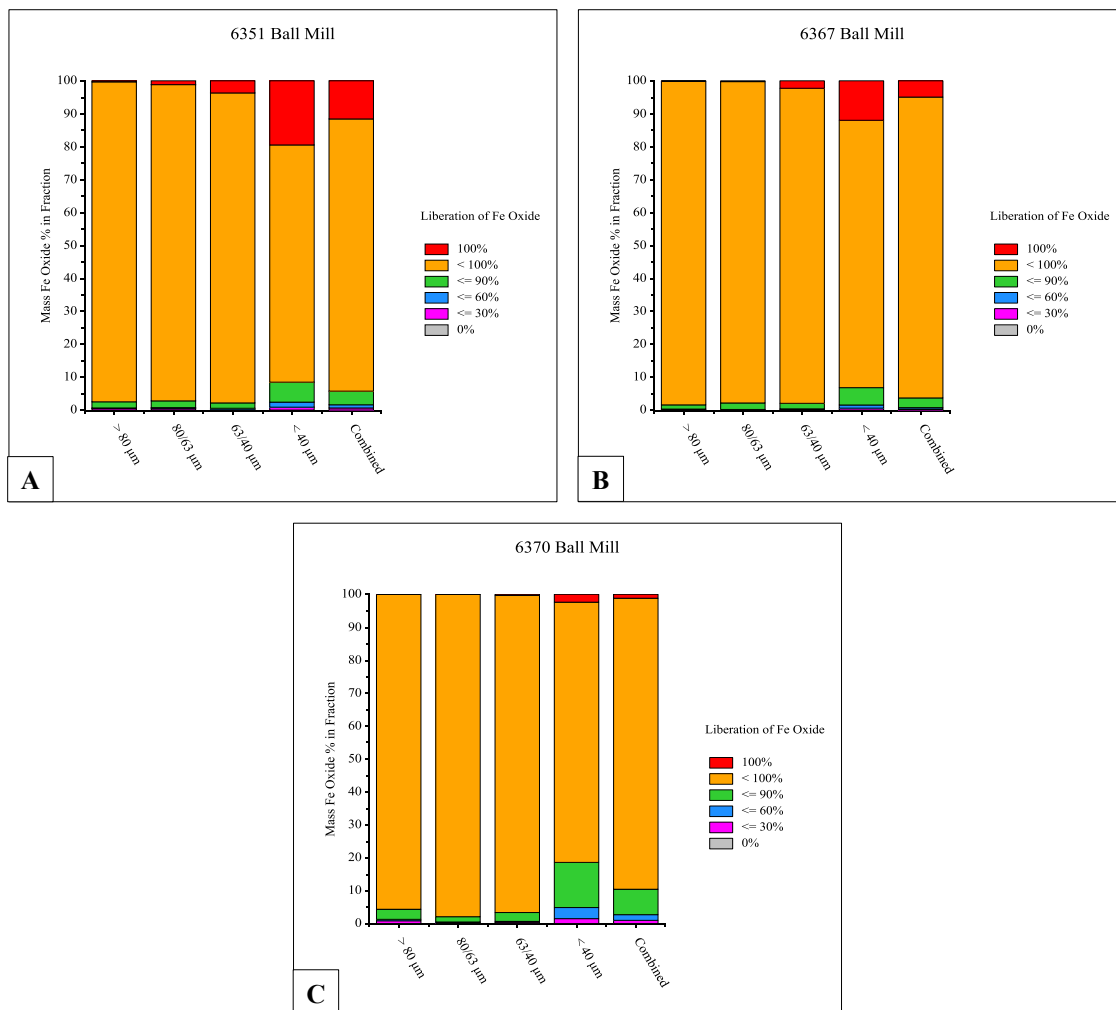 6351 Ball Mill
Mass Fe Oxide % in Fraction
100
90
80
70
60
50
40
30
20
10
0
> 80 µm
80/63 µm
63/40 µm
< 40 µm
Combined
Liberation of Fe Oxide
100%
< 100%
<= 90%
<= 60%
<= 30%
0%
A
6367 Ball Mill
Mass Fe Oxide % in Fraction
100
90
80
70
60
50
40
30
20
10
0
> 80 µm
80/63 µm
63/40 µm
< 40 µm
Combined
Liberation of Fe Oxide
100%
< 100%
<= 90%
<= 60%
<= 30%
0%
B
6370 Ball Mill
Mass Fe Oxide % in Fraction
100
90
80
70
60
50
40
30
20
10
0
> 80 µm
80/63 µm
63/40 µm
< 40 µm
Combined
Liberation of Fe Oxide
100%
< 100%
<= 90%
<= 60%
<= 30%
0%
C